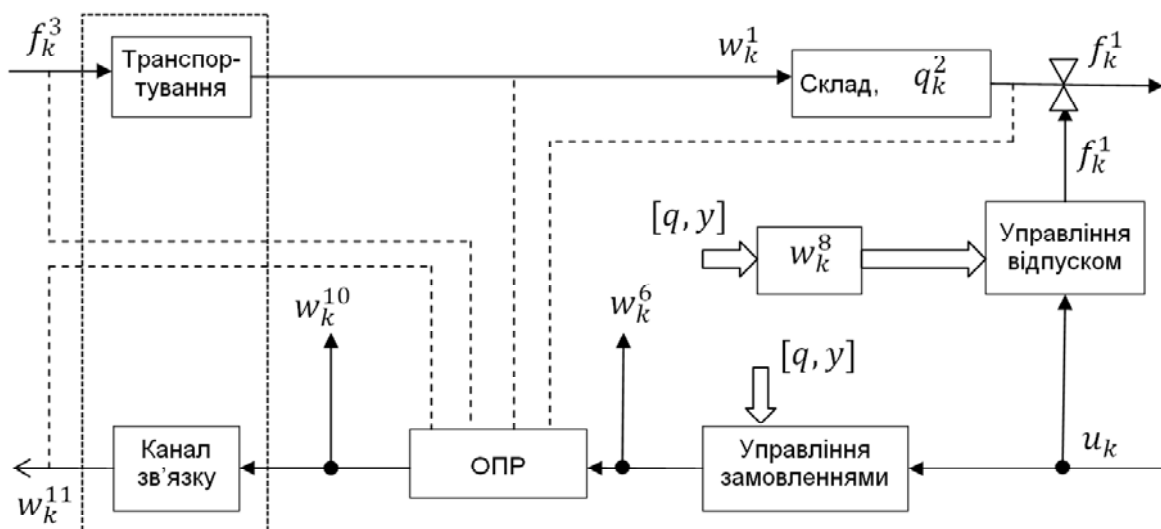 f_k^3
Транспор-
тування
w_k^1
Склад, q_k^2
f_k^1
f_k^1
[q, y]
w_k^8
Управління
відпуском
w_k^{10}
w_k^6
[q, y]
Канал
зв’язку
ОПР
Управління
замовленнями
u_k
w_k^{11}